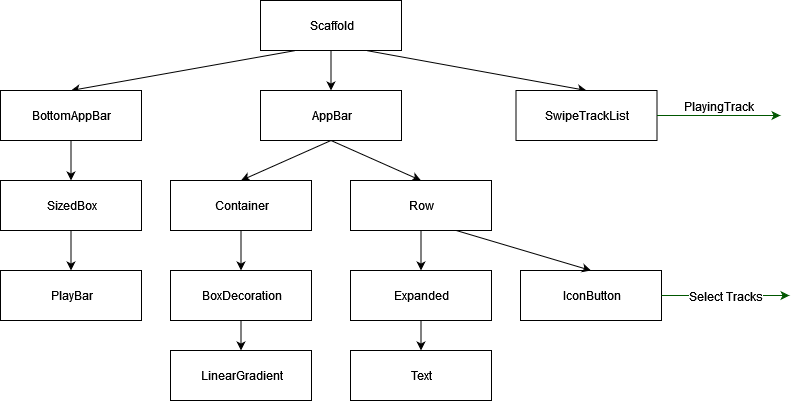 Scaffold
BottomAppBar
AppBar
SwipeTrackList
PlayingTrack
SizedBox
Container
Row
PlayBar
BoxDecoration
Expanded
IconButton
Select Tracks
LinearGradient
Text